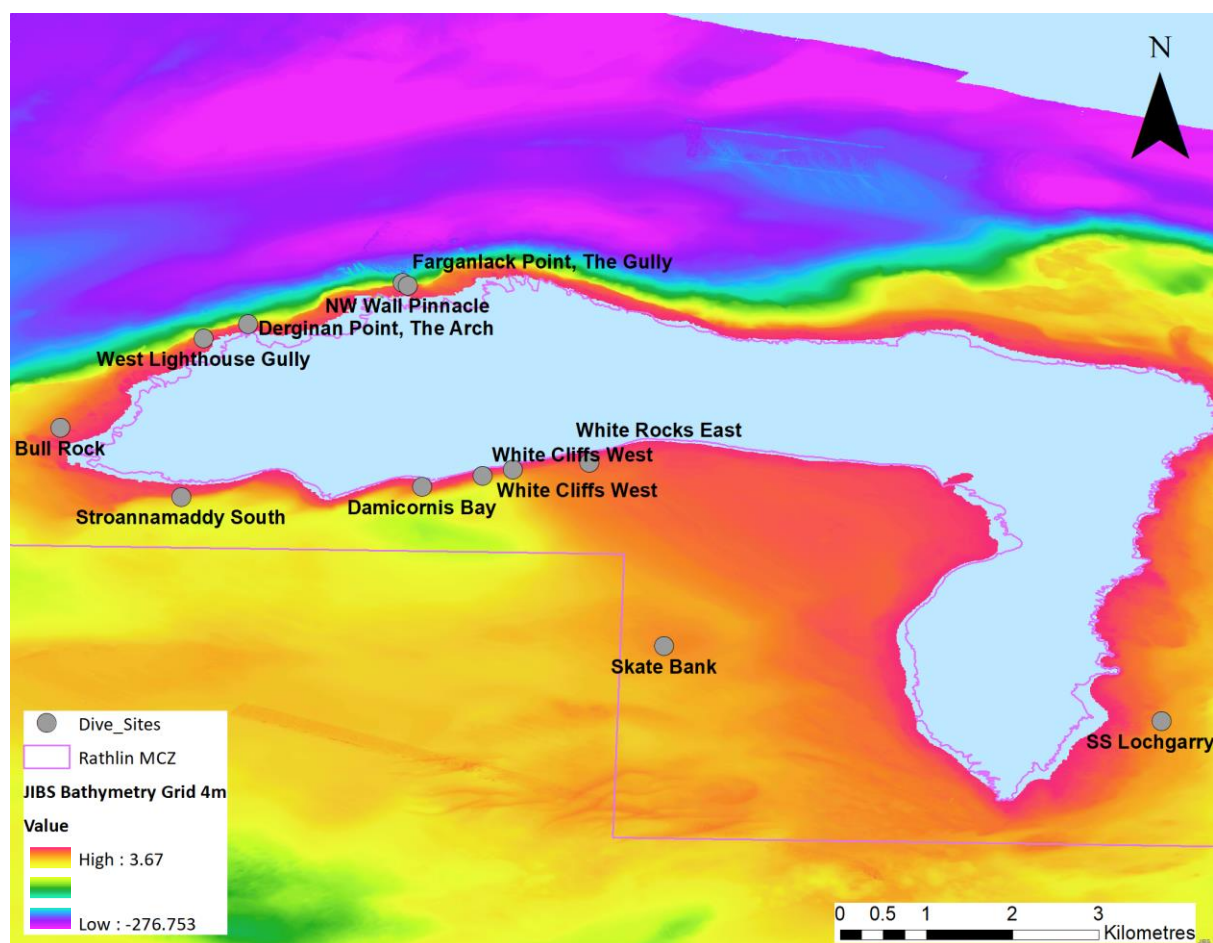 N
Farganlack Point, The Gully
NW Wall Pinnacle
Derginan Point, The Arch
West Lighthouse Gully
Bull Rock
White Rocks East
White Cliffs West
White Cliffs West
Damicornis Bay
Stroannamaddy South
Skate Bank
SS Lochgarry
Dive_Sites
Rathlin MCZ
JIBS Bathymetry Grid 4m
Value
High : 3.67
Low : -276.753
0 0.5 1 2 3
Kilometres